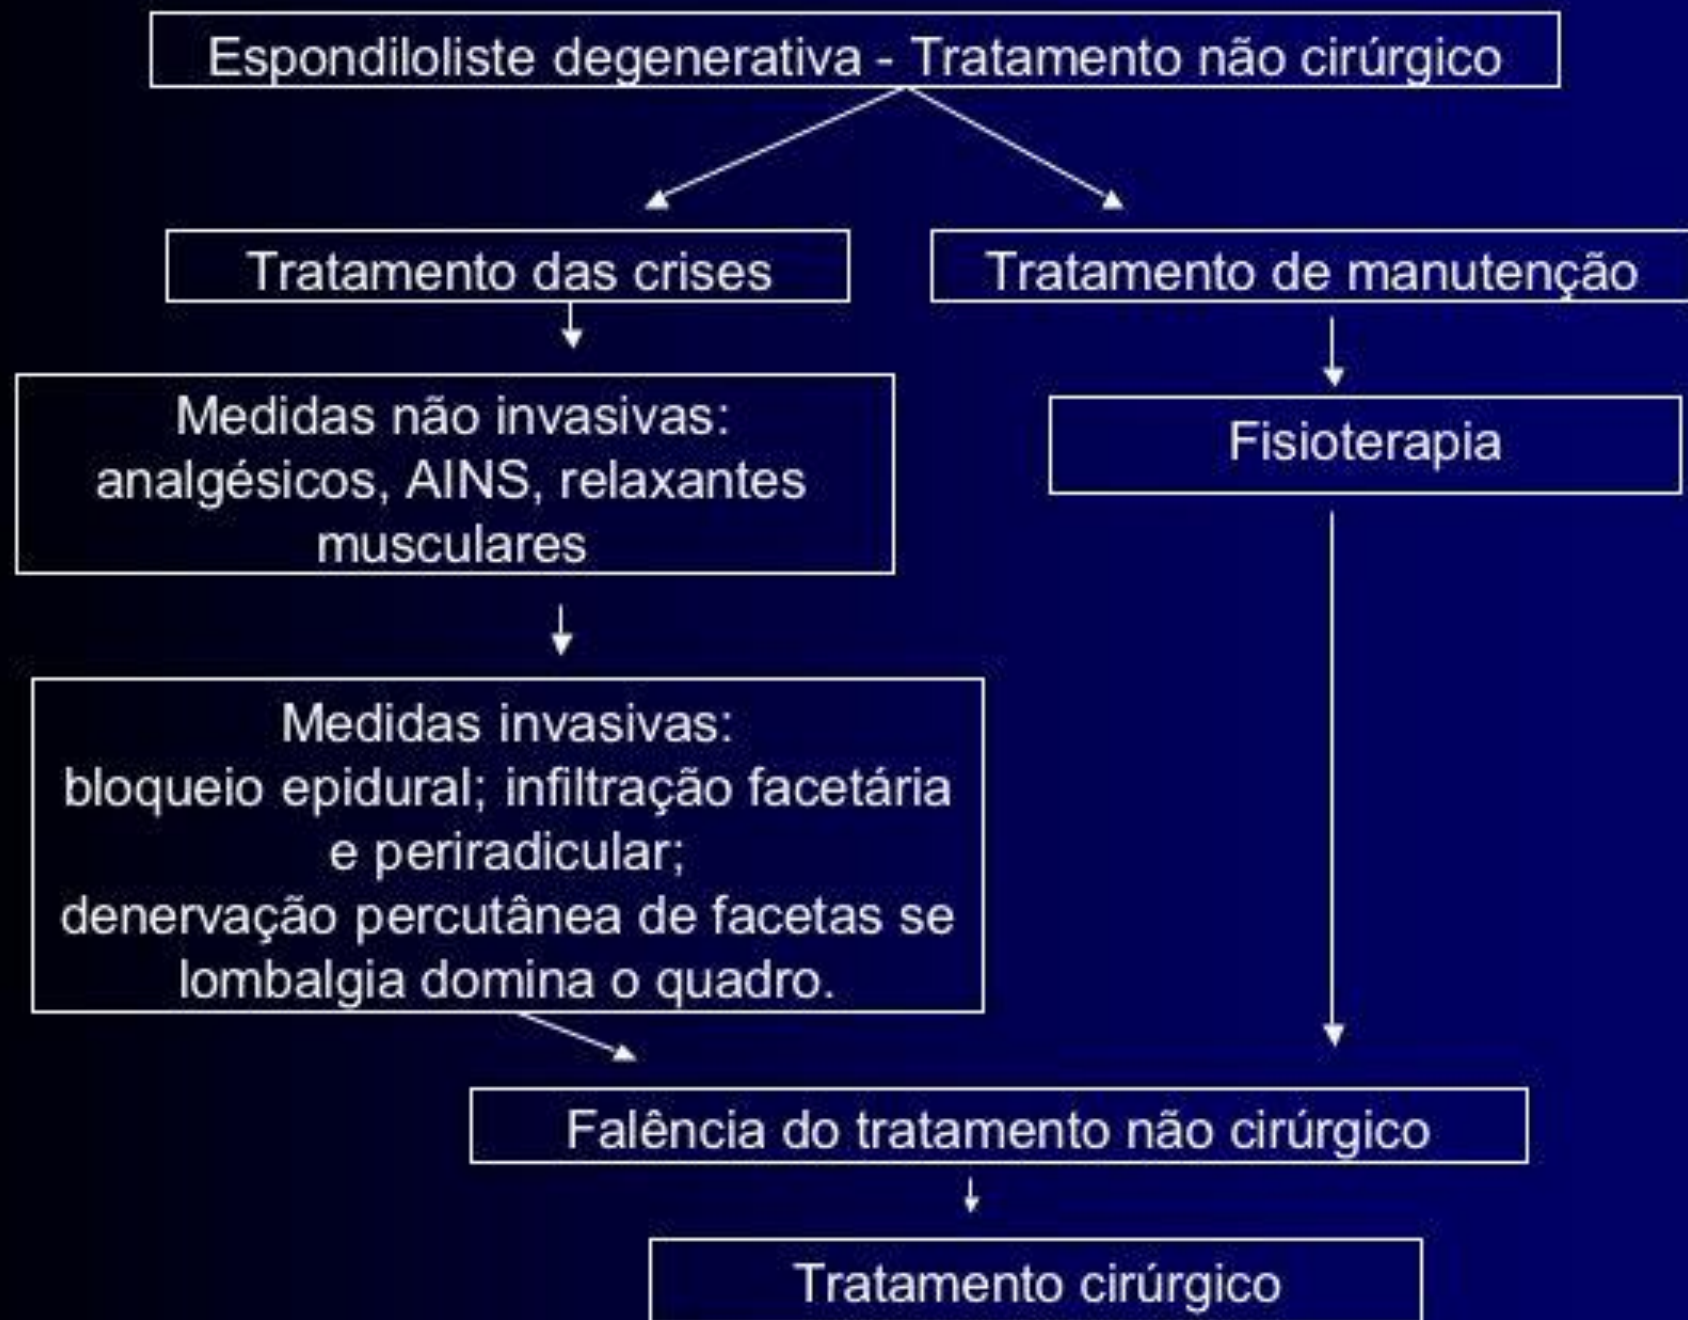 Espondiloliste degenerativa - Tratamento não cirúrgico
Tratamento das crises
Tratamento de manutenção
Medidas não invasivas:
analgésicos, AINS, relaxantes
musculares
Fisioterapia
Medidas invasivas:
bloqueio epidural; infiltração facetária
e periradicular;
denervação percutânea de facetas se
lombalgia domina o quadro.
Falência do tratamento não cirúrgico
Tratamento cirúrgico